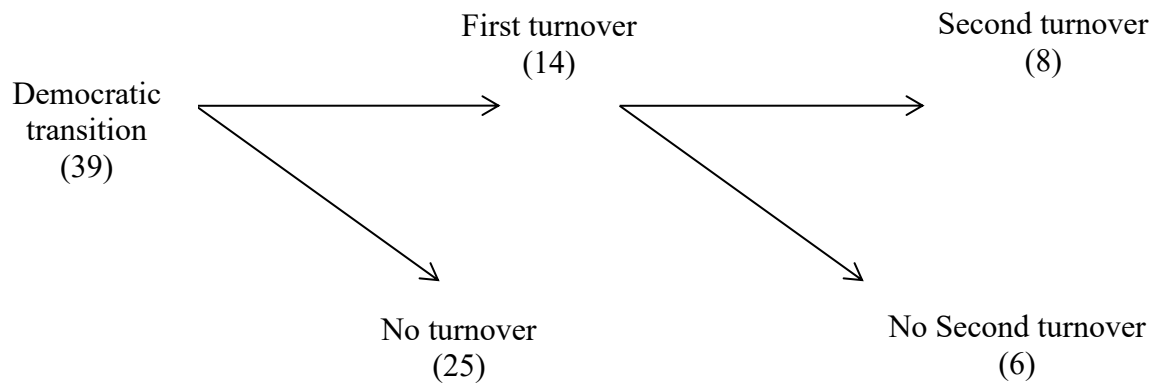 First turnover
(14)
Second turnover
(8)
Democratic
transition
(39)
No turnover
(25)
No Second turnover
(6)